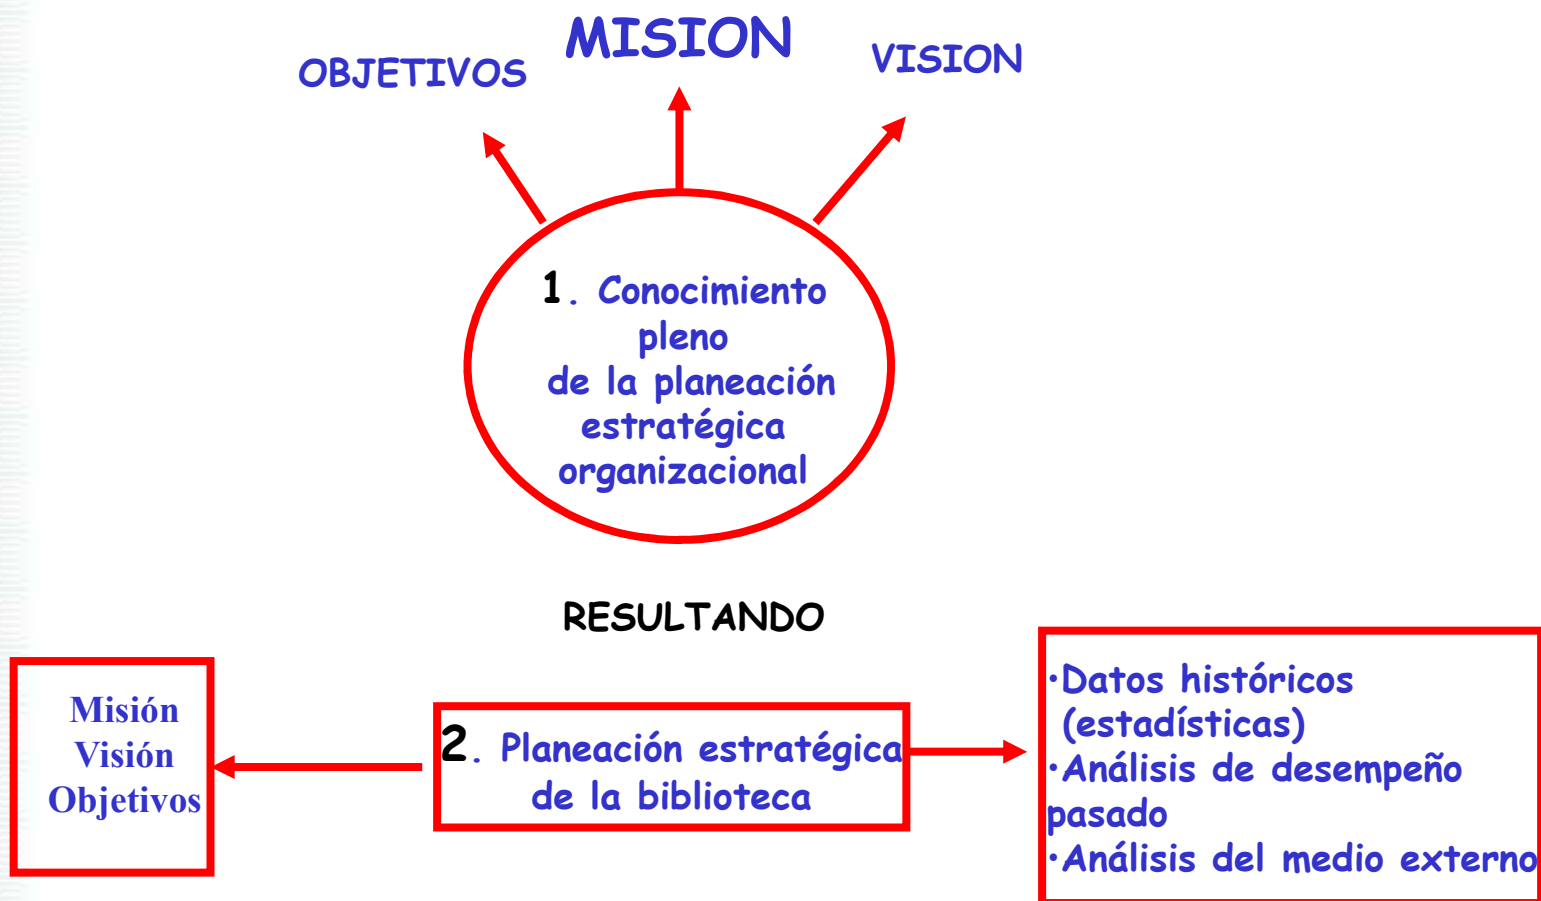 MISION
OBJETIVOS
VISION
1. Conocimiento
pleno
de la planeación
estratégica
organizacional
RESULTANDO
Misión
Visión
Objetivos
2. Planeación estratégica
de la biblioteca
·Datos históricos
(estadísticas)
·Análisis de desempeño
pasado
·Análisis del medio externo